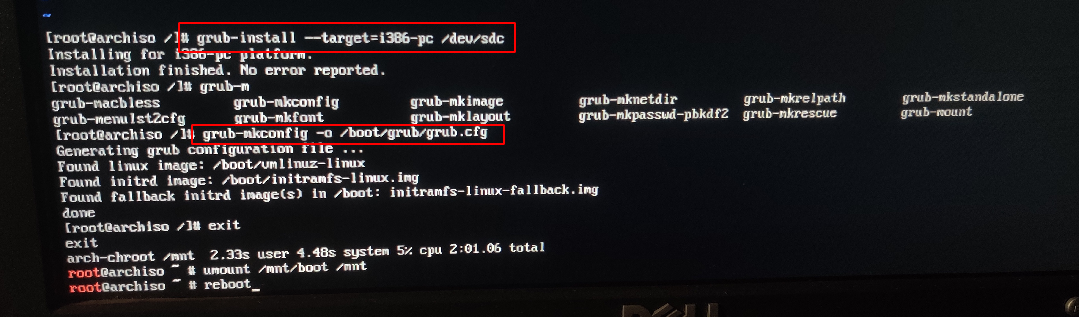 ~
[root@archiso /]# grub-install --target=i386-pc /dev/sdc
Installing for i386-pc platform.
Installation finished. No error reported.
[root@archiso /]# grub-m
grub-macbless grub-mkconfig grub-mkimage grub-mknetdir grub-mkrelpath grub-mkstandalone
grub-menulst2cfg grub-mkfont grub-mklayout grub-mkpasswd-pbkdf2 grub-mkrescue grub-mount
[root@archiso /]# grub-mkconfig -o /boot/grub/grub.cfg
Generating grub configuration file ...
Found linux image: /boot/vmlinuz-linux
Found initrd image: /boot/initramfs-linux.img
Found fallback initrd image(s) in /boot: initramfs-linux-fallback.img
done
[root@archiso /]# exit
exit
arch-chroot /mnt 2.33s user 4.48s system 5% cpu 2:01.06 total
root@archiso ~ # umount /mnt/boot /mnt
root@archiso ~ # reboot_
DELL